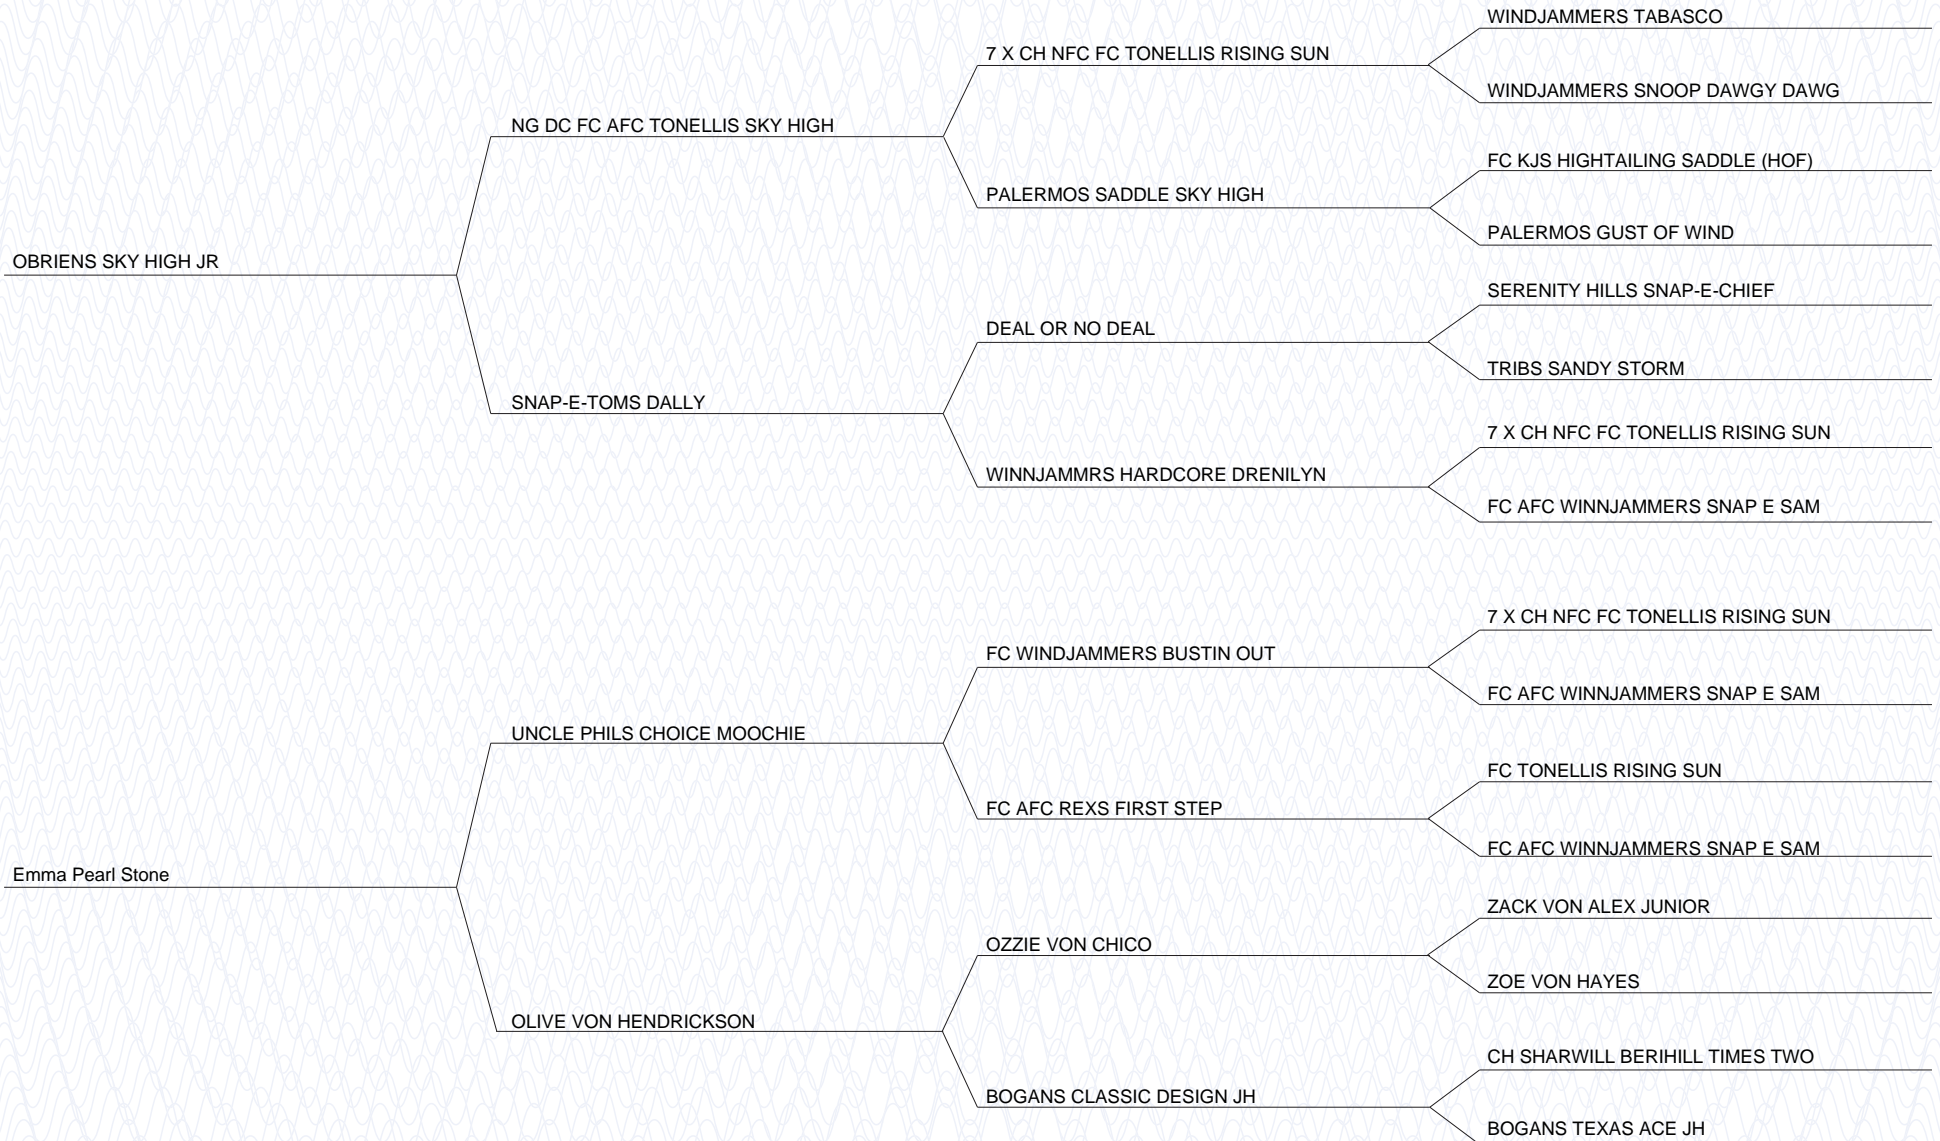 WINDJAMMERS TABASCO
7 X CH NFC FC TONELLIS RISING SUN
WINDJAMMERS SNOOP DAWGY DAWG
NG DC FC AFC TONELLIS SKY HIGH
FC KJS HIGHTAILING SADDLE (HOF)
PALERMOS SADDLE SKY HIGH
PALERMOS GUST OF WIND
OBRIENS SKY HIGH JR
SERENITY HILLS SNAP-E-CHIEF
DEAL OR NO DEAL
TRIBS SANDY STORM
SNAP-E-TOMS DALLY
7 X CH NFC FC TONELLIS RISING SUN
WINNJAMMRS HARDCORE DRENILYN
FC AFC WINNJAMMERS SNAP E SAM
7 X CH NFC FC TONELLIS RISING SUN
FC WINDJAMMERS BUSTIN OUT
FC AFC WINNJAMMERS SNAP E SAM
UNCLE PHILS CHOICE MOOCHIE
FC TONELLIS RISING SUN
FC AFC REXS FIRST STEP
FC AFC WINNJAMMERS SNAP E SAM
Emma Pearl Stone
ZACK VON ALEX JUNIOR
OZZIE VON CHICO
ZOE VON HAYES
OLIVE VON HENDRICKSON
CH SHARWILL BERIHILL TIMES TWO
BOGANS CLASSIC DESIGN JH
BOGANS TEXAS ACE JH